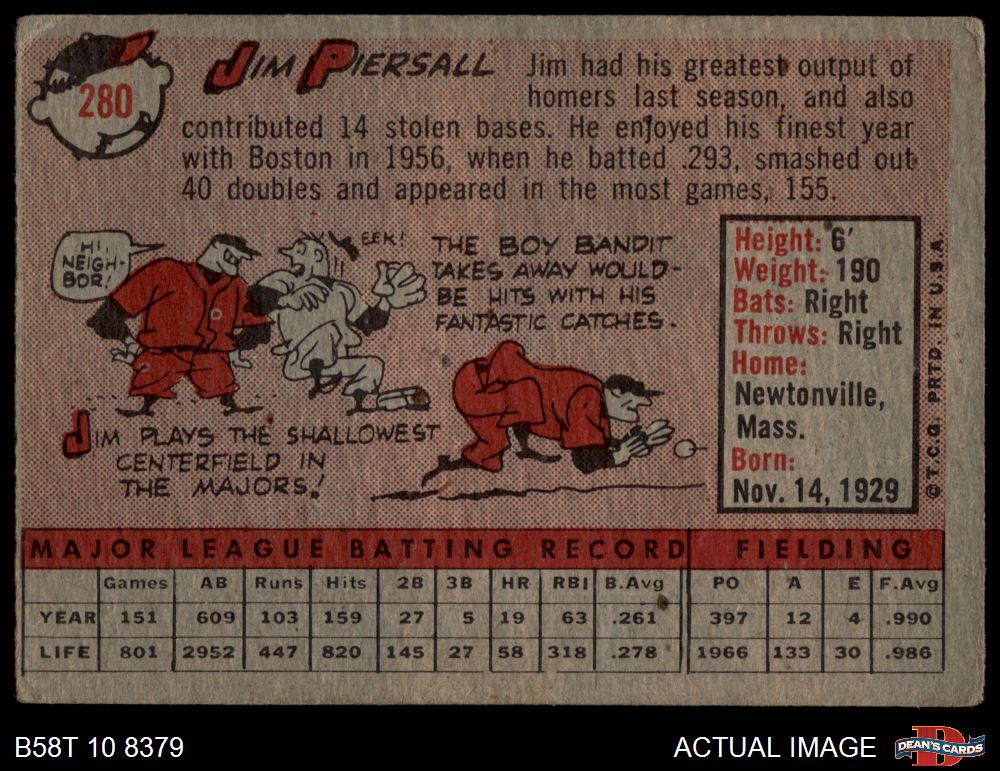 280
JIM PIERSALL
Jim had his greatest output of
homers last season, and also
contributed 14 stolen bases. He enjoyed his finest year
with Boston in 1956, when he batted .293, smashed out
40 doubles and appeared in the most games, 155.
HI, NEIGH-
BOR!
EEK!
THE BOY BANDIT
TAKES AWAY WOULD-
BE HITS WITH HIS
FANTASTIC CATCHES.
JIM PLAYS THE SHALLOWEST
CENTERFIELD IN
THE MAJORS!
Height: 6'
Weight: 190
Bats: Right
Throws: Right
Home:
Newtonville,
Mass.
Born:
Nov. 14, 1929
© T.C.G. PRTD. IN U.S.A.
MAJOR LEAGUE BATTING RECORD FIELDING
Games AB Runs Hits 2B 3B HR RBI B.Avg PO A E F.Avg
YEAR 151 609 103 159 27 5 19 63 .261 397 12 4 .990
LIFE 801 2952 447 820 145 27 58 318 .278 1966 133 30 .986
B58T 10 8379
ACTUAL IMAGE
D
DEAN'S CARDS